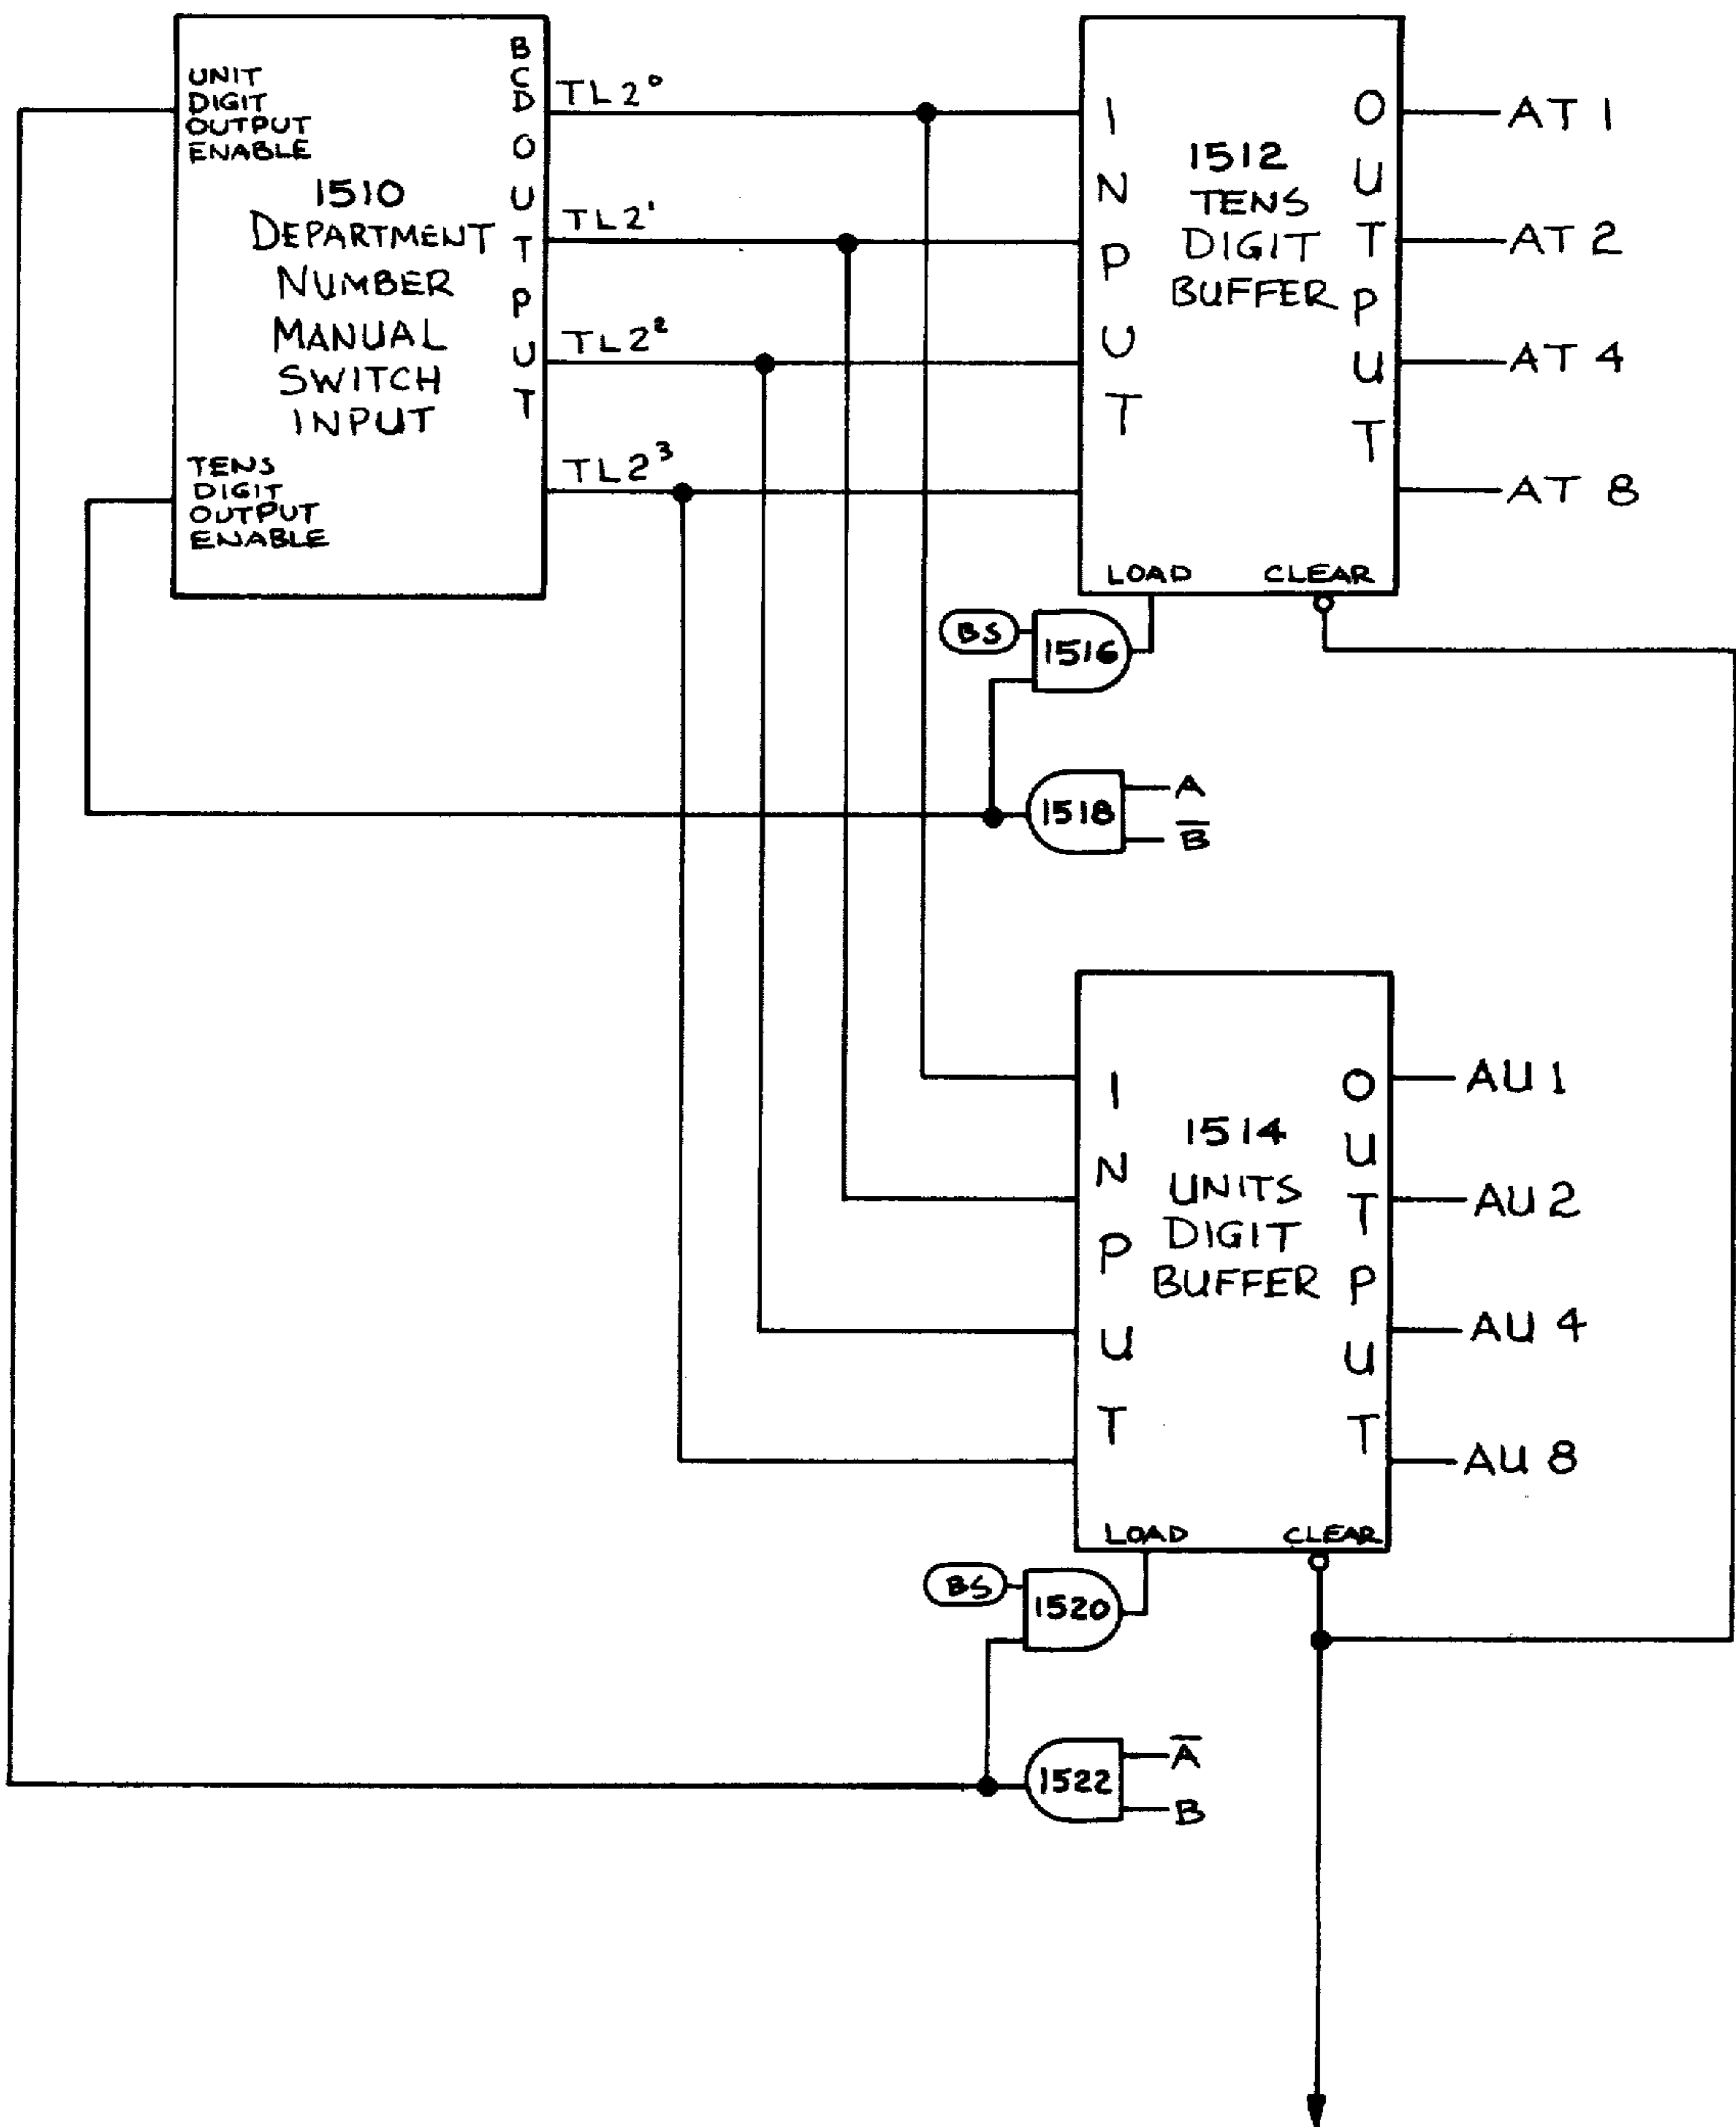 UNIT
DIGIT
OUTPUT
ENABLE
1510
DEPARTMENT
NUMBER
MANUAL
SWITCH
INPUT
TENS
DIGIT
OUTPUT
ENABLE
BCD OUTPUT
TL2⁰
TL2¹
TL2²
TL2³
INPUT
1512
TENS
DIGIT
BUFFER
OUTPUT
LOAD CLEAR
AT 1
AT 2
AT 4
AT 8
BS
1516
1518
A
B̅
INPUT
1514
UNITS
DIGIT
BUFFER
OUTPUT
LOAD CLEAR
AU 1
AU 2
AU 4
AU 8
BS
1520
1522
A̅
B